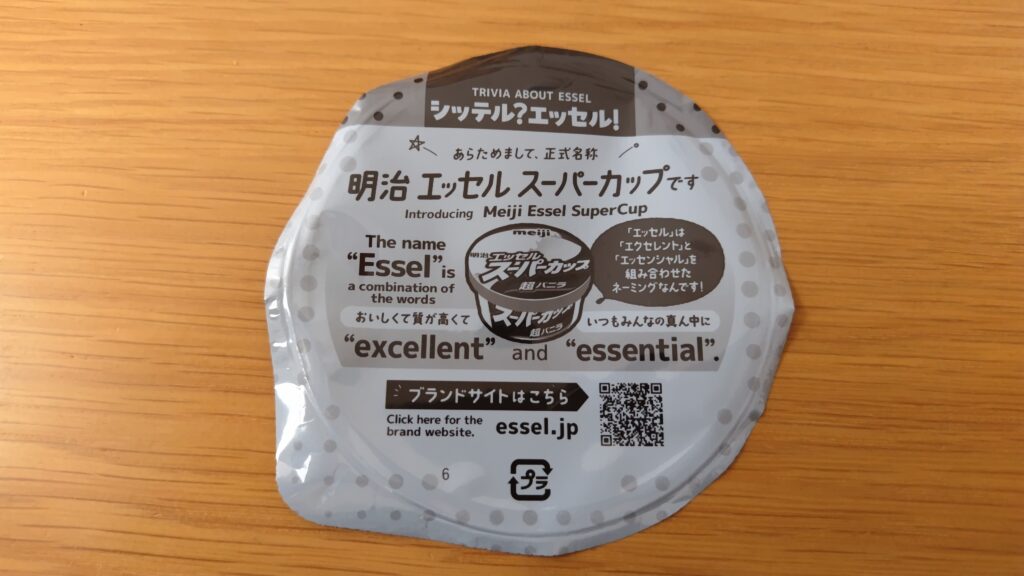 TRIVIA ABOUT ESSEL
シッテル?エッセル!
あらためまして、正式名称
明治 エッセル スーパーカップです
Introducing Meiji Essel SuperCup
The name
"Essel" is
a combination of
the words
meiji
明治 エッセル
スーパーカップ
超バニラ
スーパーカップ
超バニラ
「エッセル」は
「エクセレント」と
「エッセンシャル」を
組み合わせた
ネーミングなんです!
おいしくて質が高くて
いつもみんなの真ん中に
"excellent" and "essential".
ブランドサイトはこちら
Click here for the
brand website.
essel.jp
6
プラ